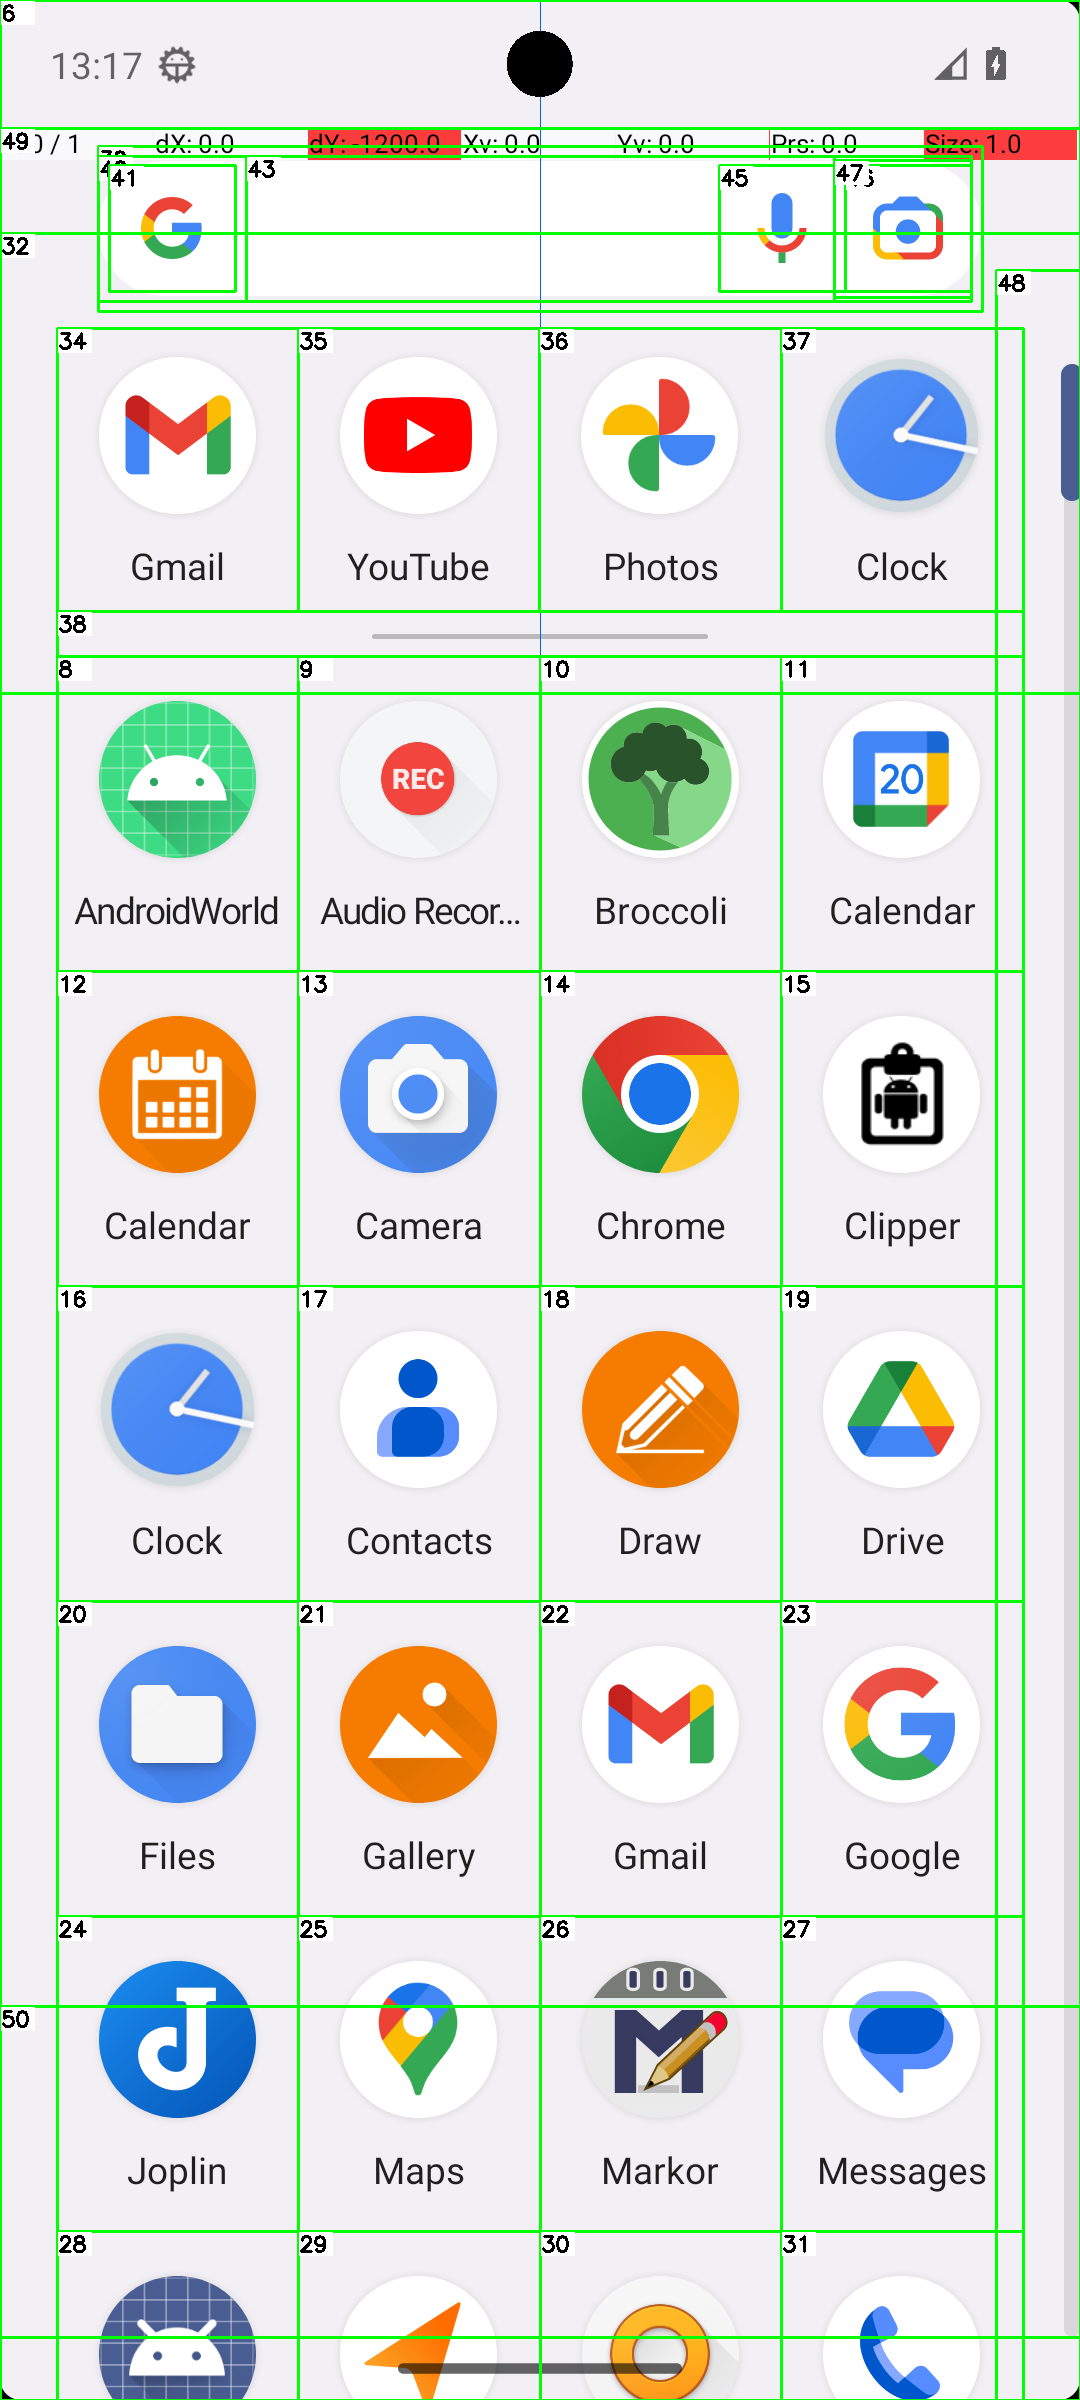 6
13:17
49 0 / 1 dX: 0.0 dY: -1200.0 Xv: 0.0 Yv: 0.0 Prs: 0.0 Size: 1.0
41 43 45 47
32
48
34 35 36 37
Gmail YouTube Photos Clock
38
8 9 10 11
REC 20
AndroidWorld Audio Recor... Broccoli Calendar
12 13 14 15
Calendar Camera Chrome Clipper
16 17 18 19
Clock Contacts Draw Drive
20 21 22 23
Files Gallery Gmail Google
24 25 26 27
50
Joplin Maps Markor Messages
28 29 30 31